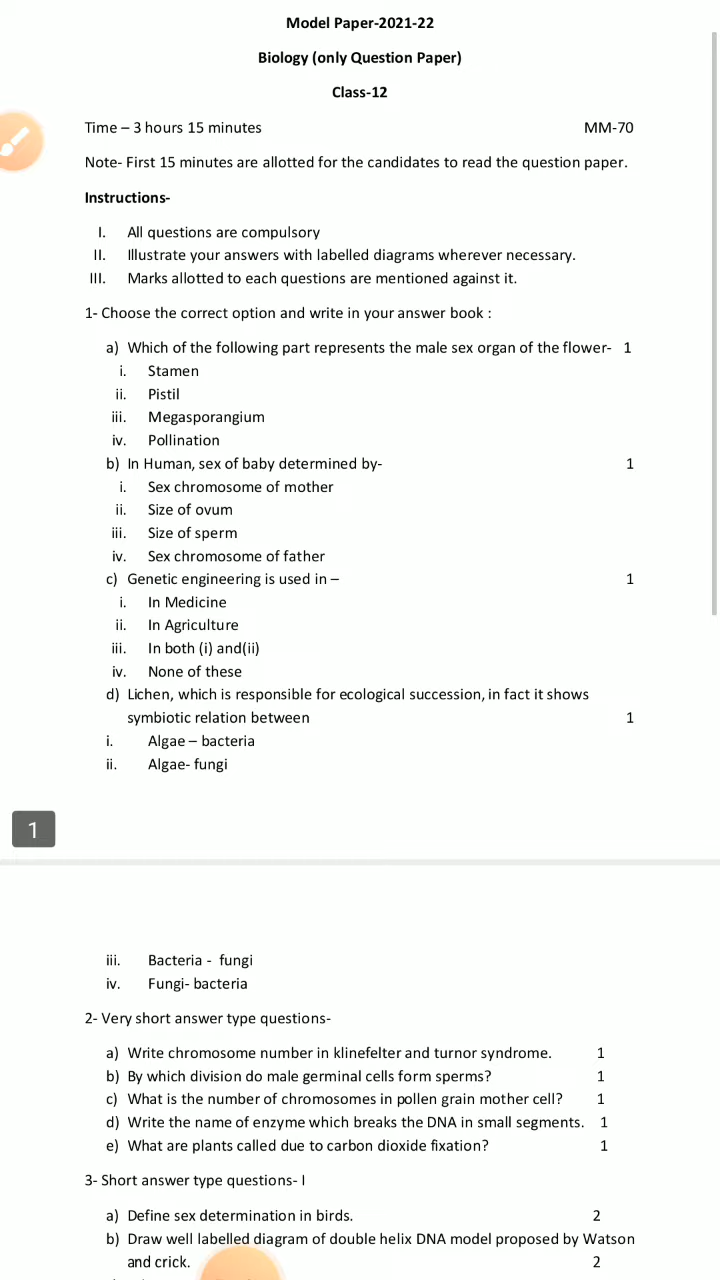 Model Paper-2021-22
Biology (only Question Paper)
Class-12
Time – 3 hours 15 minutes MM-70
Note- First 15 minutes are allotted for the candidates to read the question paper.
Instructions-
I. All questions are compulsory
II. Illustrate your answers with labelled diagrams wherever necessary.
III. Marks allotted to each questions are mentioned against it.
1- Choose the correct option and write in your answer book :
a) Which of the following part represents the male sex organ of the flower- 1
i. Stamen
ii. Pistil
iii. Megasporangium
iv. Pollination
b) In Human, sex of baby determined by- 1
i. Sex chromosome of mother
ii. Size of ovum
iii. Size of sperm
iv. Sex chromosome of father
c) Genetic engineering is used in – 1
i. In Medicine
ii. In Agriculture
iii. In both (i) and(ii)
iv. None of these
d) Lichen, which is responsible for ecological succession, in fact it shows
symbiotic relation between 1
i. Algae – bacteria
ii. Algae- fungi
1
iii. Bacteria - fungi
iv. Fungi- bacteria
2- Very short answer type questions-
a) Write chromosome number in klinefelter and turnor syndrome. 1
b) By which division do male germinal cells form sperms? 1
c) What is the number of chromosomes in pollen grain mother cell? 1
d) Write the name of enzyme which breaks the DNA in small segments. 1
e) What are plants called due to carbon dioxide fixation? 1
3- Short answer type questions- I
a) Define sex determination in birds. 2
b) Draw well labelled diagram of double helix DNA model proposed by Watson
and crick. 2